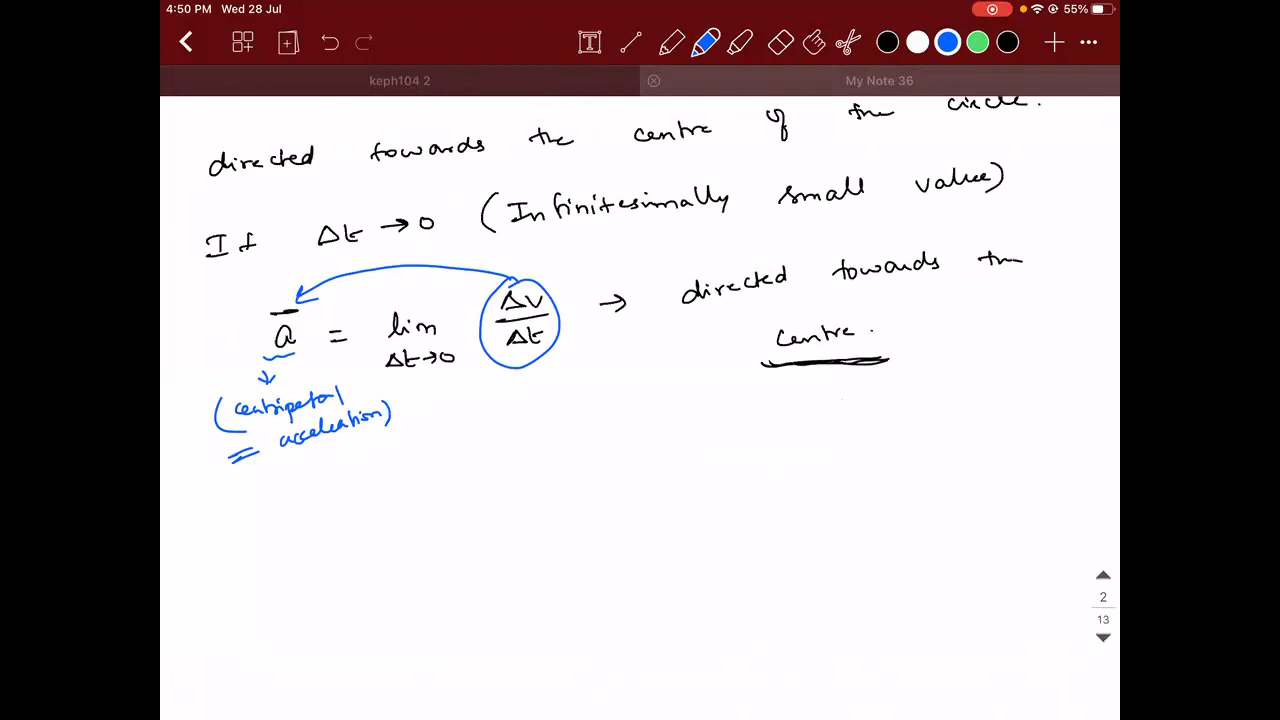 4:50 PM Wed 28 Jul
55%
keph104 2
My Note 36
directed towards the centre of the circle.
If Δt → 0 (Infinitesimally small value)
a = lim Δt→0 Δv/Δt → directed towards the
centre.
(centripetal
acceleation)
2
13